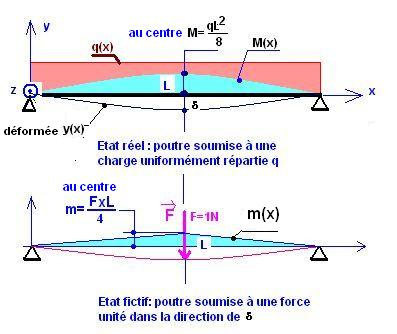 y
au centre M=qL²/8
q(x)
M(x)
z
L
x
δ
déformée y(x)
Etat réel : poutre soumise à une
charge uniformément répartie q
au centre
m=FxL/4
F
F=1N
m(x)
L
Etat fictif: poutre soumise à une force
unité dans la direction de δ